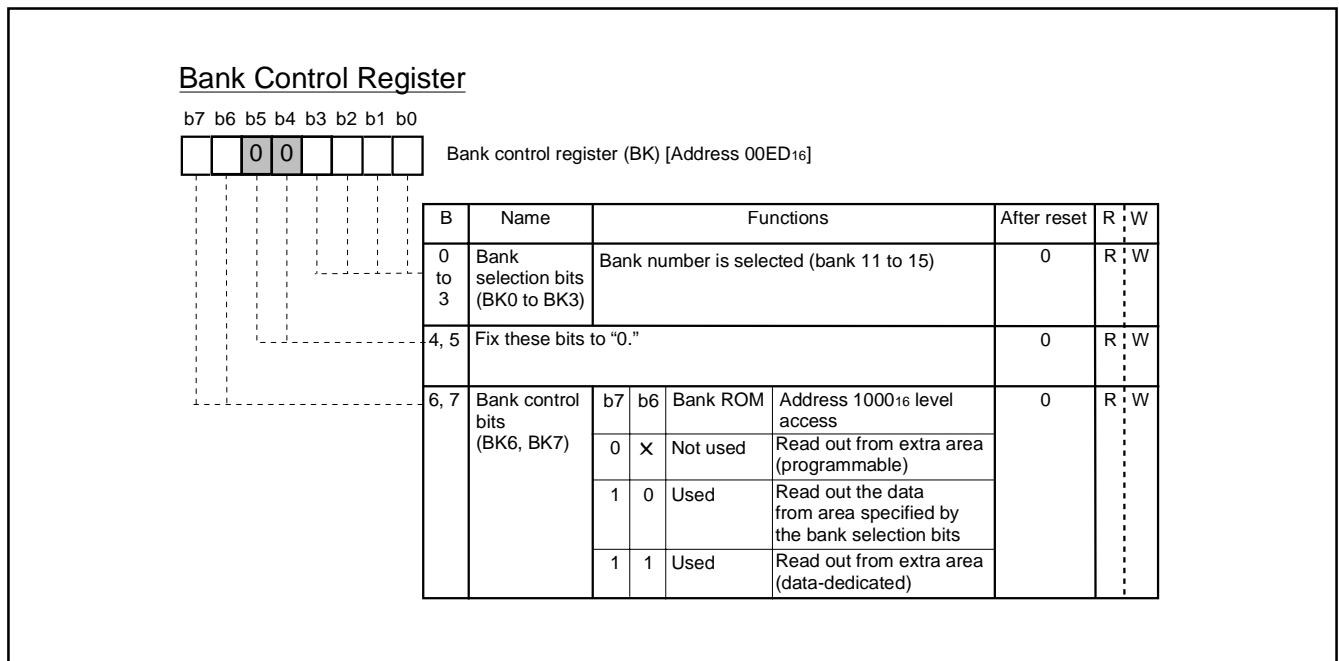 Bank Control Register
b7 b6 b5 b4 b3 b2 b1 b0
0 0
Bank control register (BK) [Address 00ED16]
B Name Functions After reset R W
0 to 3 Bank selection bits (BK0 to BK3) Bank number is selected (bank 11 to 15) 0 R W
4, 5 Fix these bits to “0.” 0 R W
6, 7 Bank control bits (BK6, BK7) b7 b6 Bank ROM Address 100016 level access 0 R W
0 X Not used Read out from extra area (programmable)
1 0 Used Read out the data from area specified by the bank selection bits
1 1 Used Read out from extra area (data-dedicated)